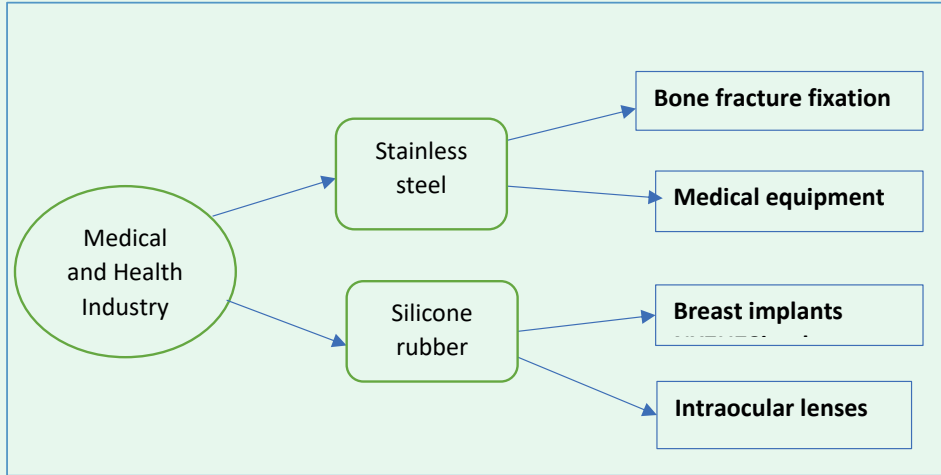 Medical
and Health
Industry
Stainless
steel
Silicone
rubber
Bone fracture fixation
Medical equipment
Breast implants
Intraocular lenses